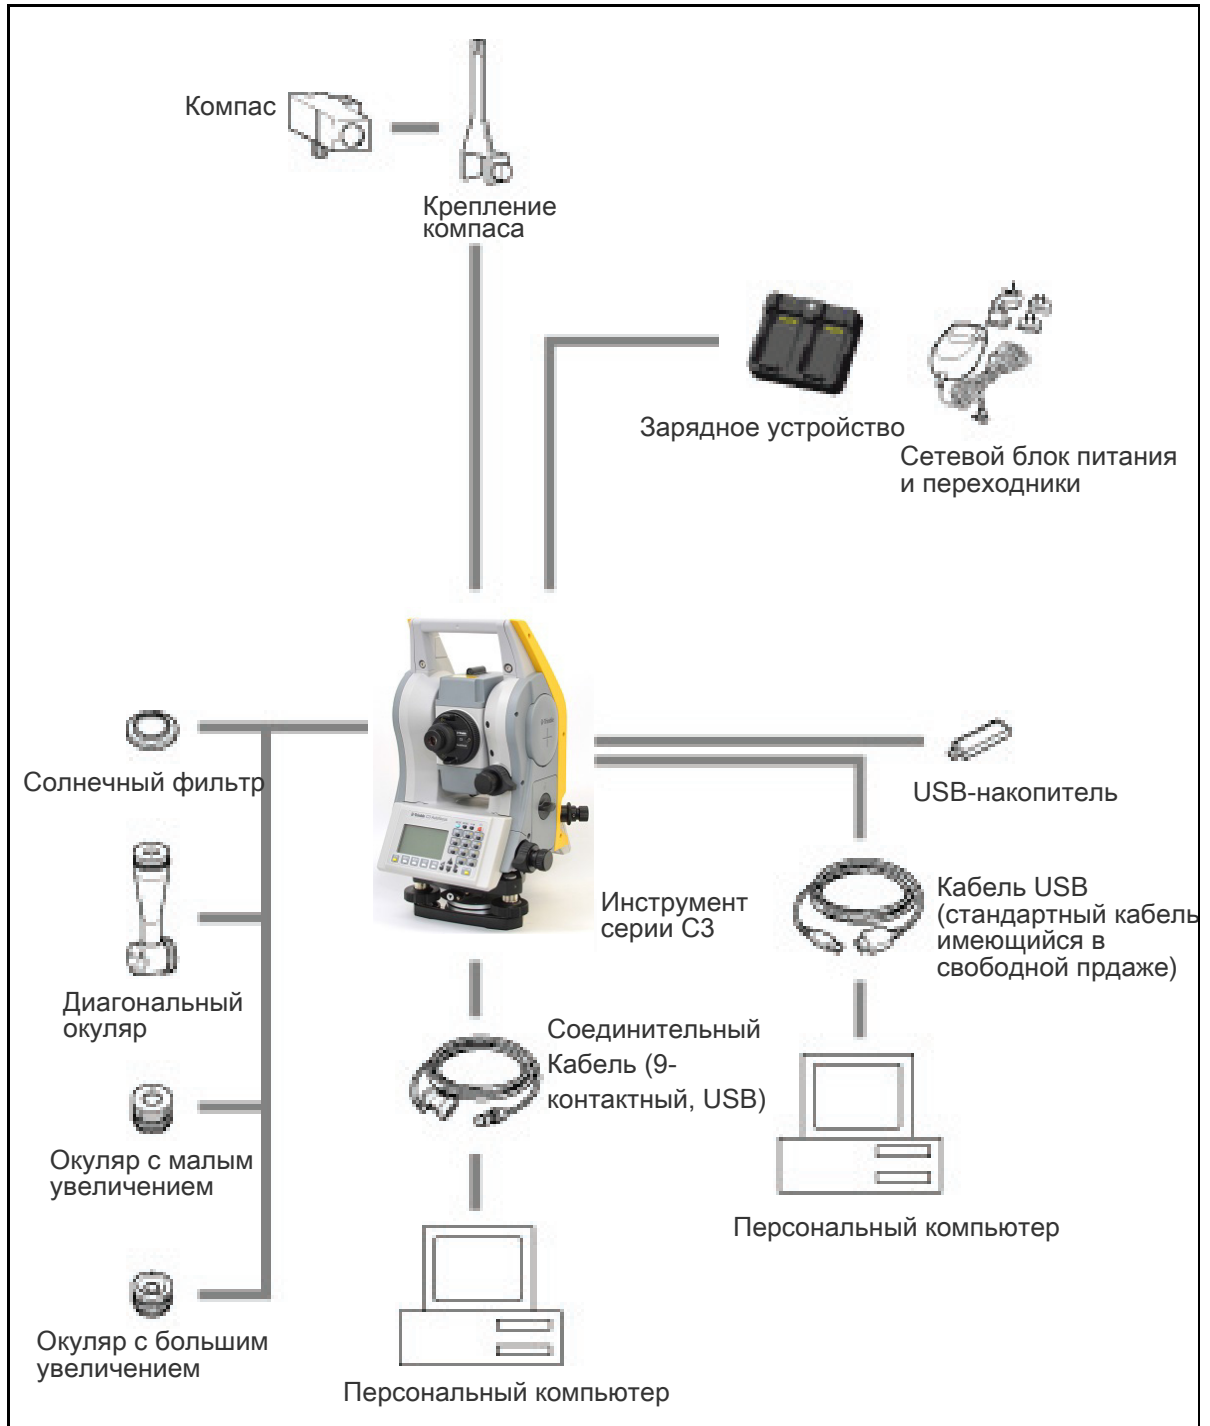 Компас
Крепление
компаса
Зарядное устройство
Сетевой блок питания
и переходники
Солнечный фильтр
USB-накопитель
Инструмент
серии C3
Кабель USB
(стандартный кабель
имеющийся в
свободной прдаже)
Диагональный
окуляр
Соединительный
Кабель (9-
контактный, USB)
Окуляр с малым
увеличением
Персональный компьютер
Окуляр с большим
увеличением
Персональный компьютер